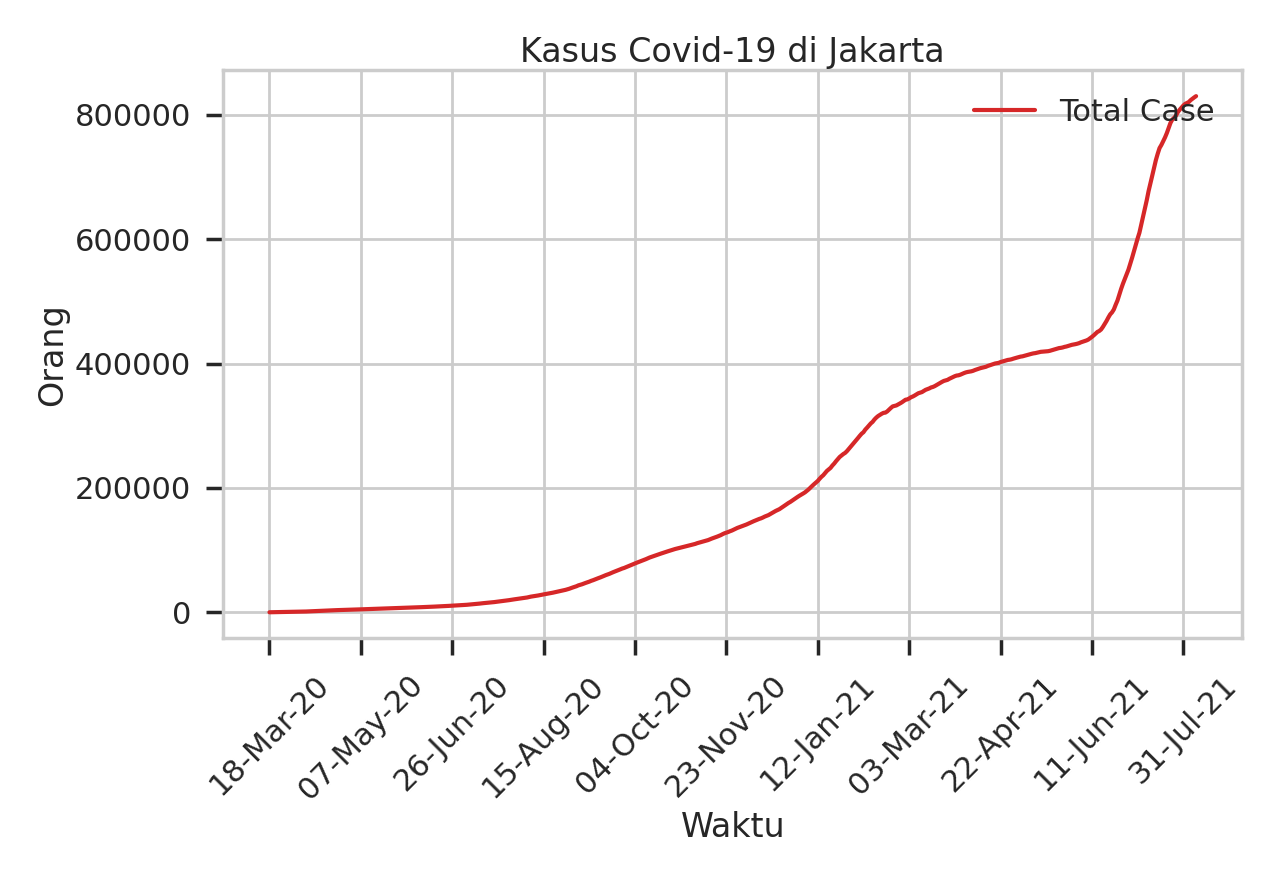 Kasus Covid-19 di Jakarta
Total Case
Orang
800000
600000
400000
200000
0
18-Mar-20
07-May-20
26-Jun-20
15-Aug-20
04-Oct-20
23-Nov-20
12-Jan-21
03-Mar-21
22-Apr-21
11-Jun-21
31-Jul-21
Waktu